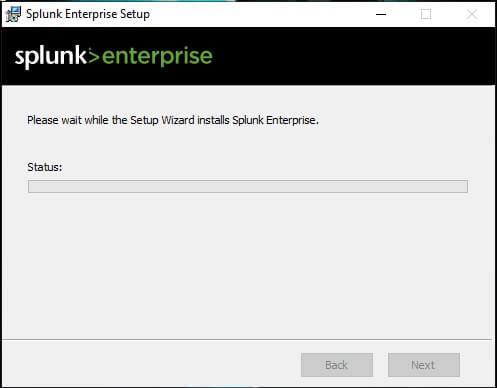 Splunk Enterprise Setup
splunk>enterprise
Please wait while the Setup Wizard installs Splunk Enterprise.
Status:
Back Next